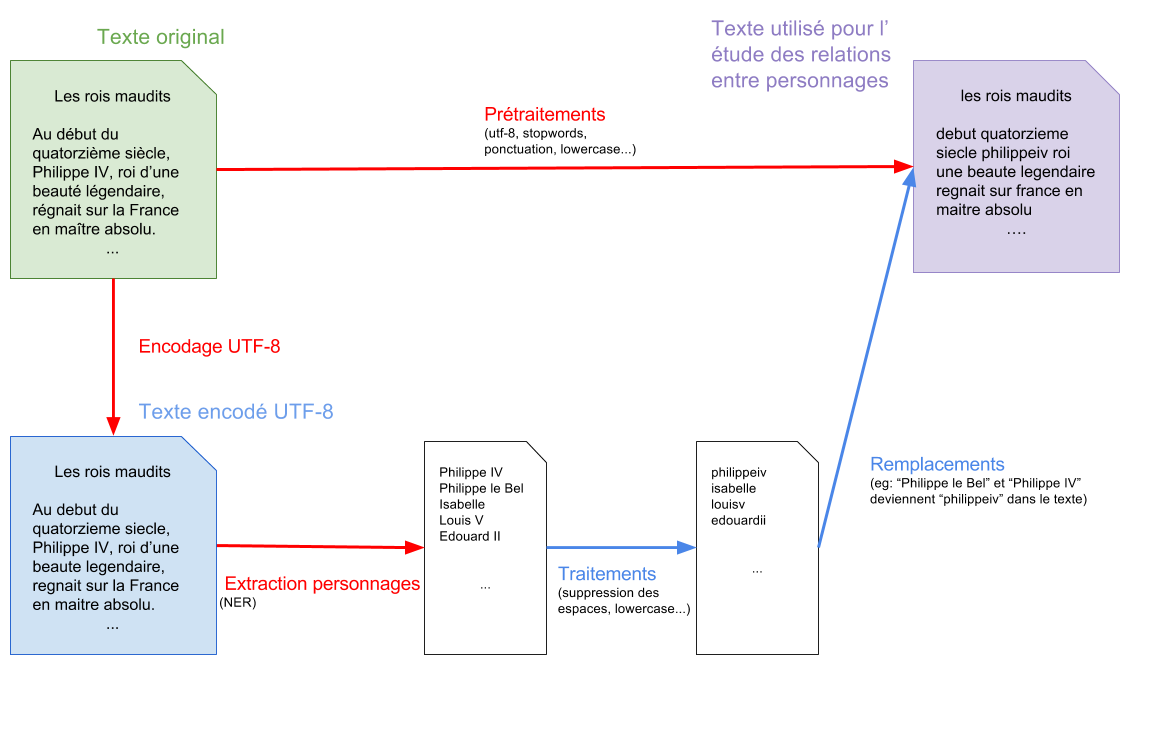 Texte original
Texte utilisé pour l’
étude des relations
entre personnages
Les rois maudits
Au début du
quatorzième siècle,
Philippe IV, roi d’une
beauté légendaire,
régnait sur la France
en maître absolu.
...
Prétraitements
(utf-8, stopwords,
ponctuation, lowercase...)
les rois maudits
debut quatorzieme
siecle philippeiv roi
une beaute legendaire
regnait sur france en
maitre absolu
….
Encodage UTF-8
Texte encodé UTF-8
Les rois maudits
Au debut du
quatorzieme siecle,
Philippe IV, roi d’une
beaute legendaire,
regnait sur la France
en maitre absolu.
...
Extraction personnages
(NER)
Philippe IV
Philippe le Bel
Isabelle
Louis V
Edouard II
...
Traitements
(suppression des
espaces, lowercase...)
philippeiv
isabelle
louisv
edouardii
...
Remplacements
(eg: “Philippe le Bel” et “Philippe IV”
deviennent “philippeiv” dans le texte)